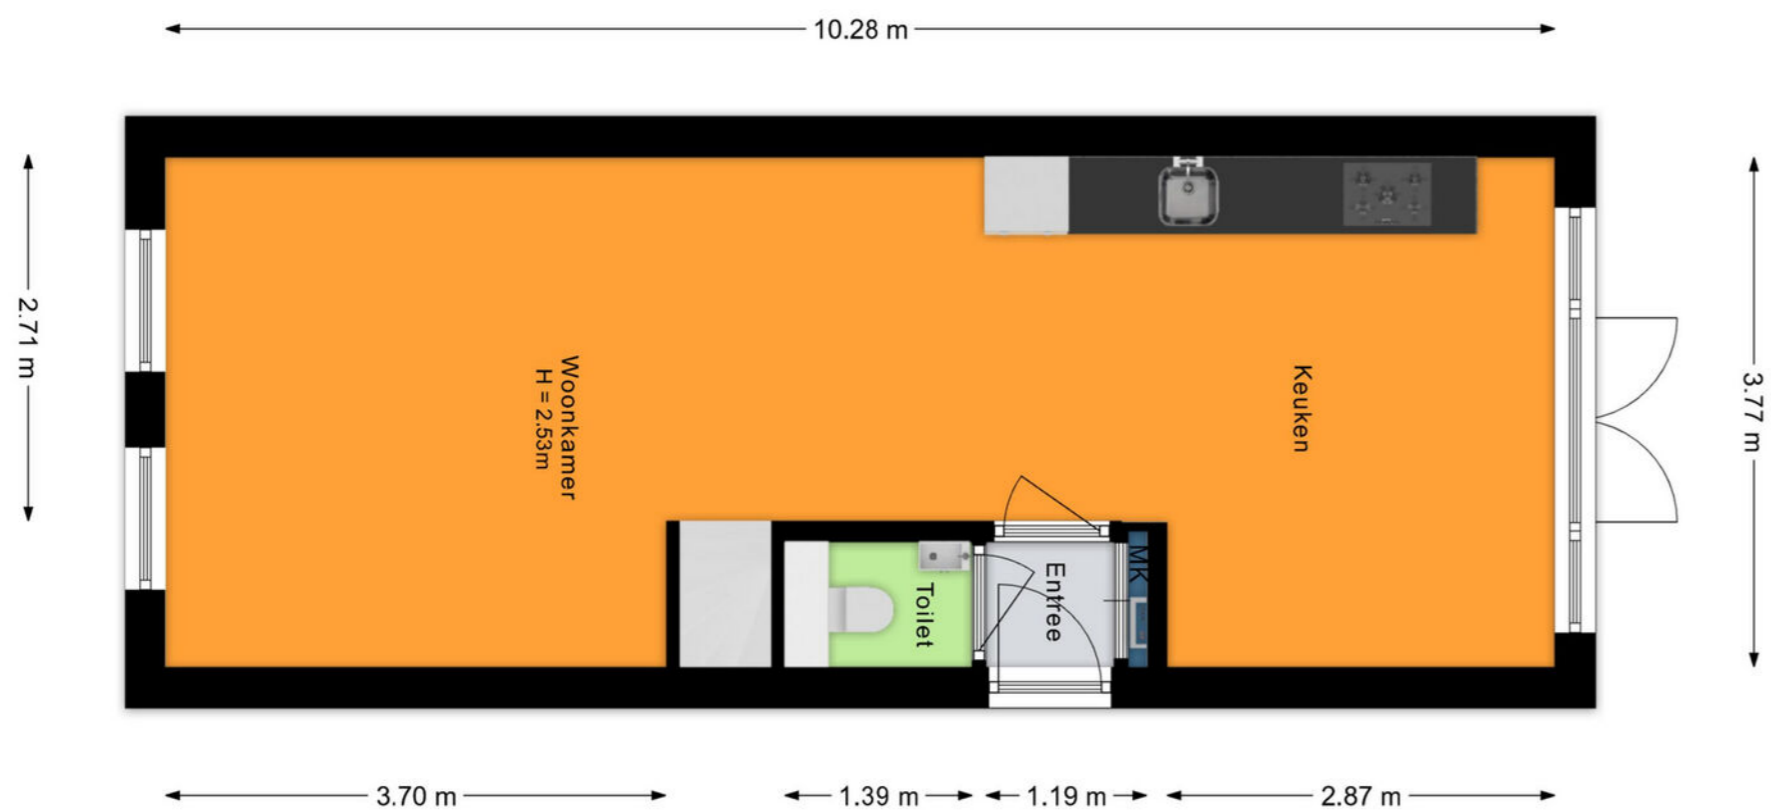 10.28 m
2.71 m
Woonkamer
H = 2.53m
Keuken
3.77 m
MK
Toilet
Entree
3.70 m
1.39 m
1.19 m
2.87 m